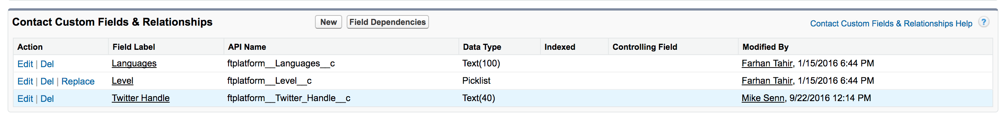 Contact Custom Fields & Relationships New Field Dependencies Contact Custom Fields & Relationships Help ?
Action Field Label API Name Data Type Indexed Controlling Field Modified By
Edit | Del Languages ftplatform__Languages__c Text(100) Farhan Tahir, 1/15/2016 6:44 PM
Edit | Del | Replace Level ftplatform__Level__c Picklist Farhan Tahir, 1/15/2016 6:44 PM
Edit | Del Twitter Handle ftplatform__Twitter_Handle__c Text(40) Mike Senn, 9/22/2016 12:14 PM